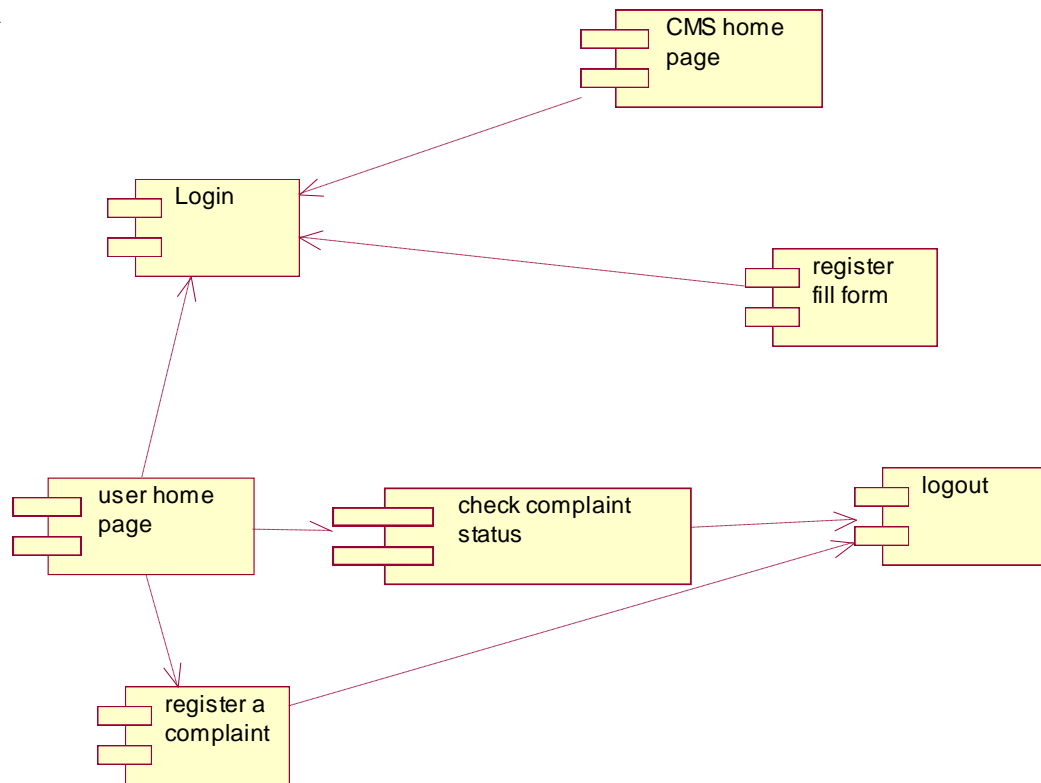 CMS home
page
Login
register
fill form
user home
page
check complaint
status
logout
register a
complaint